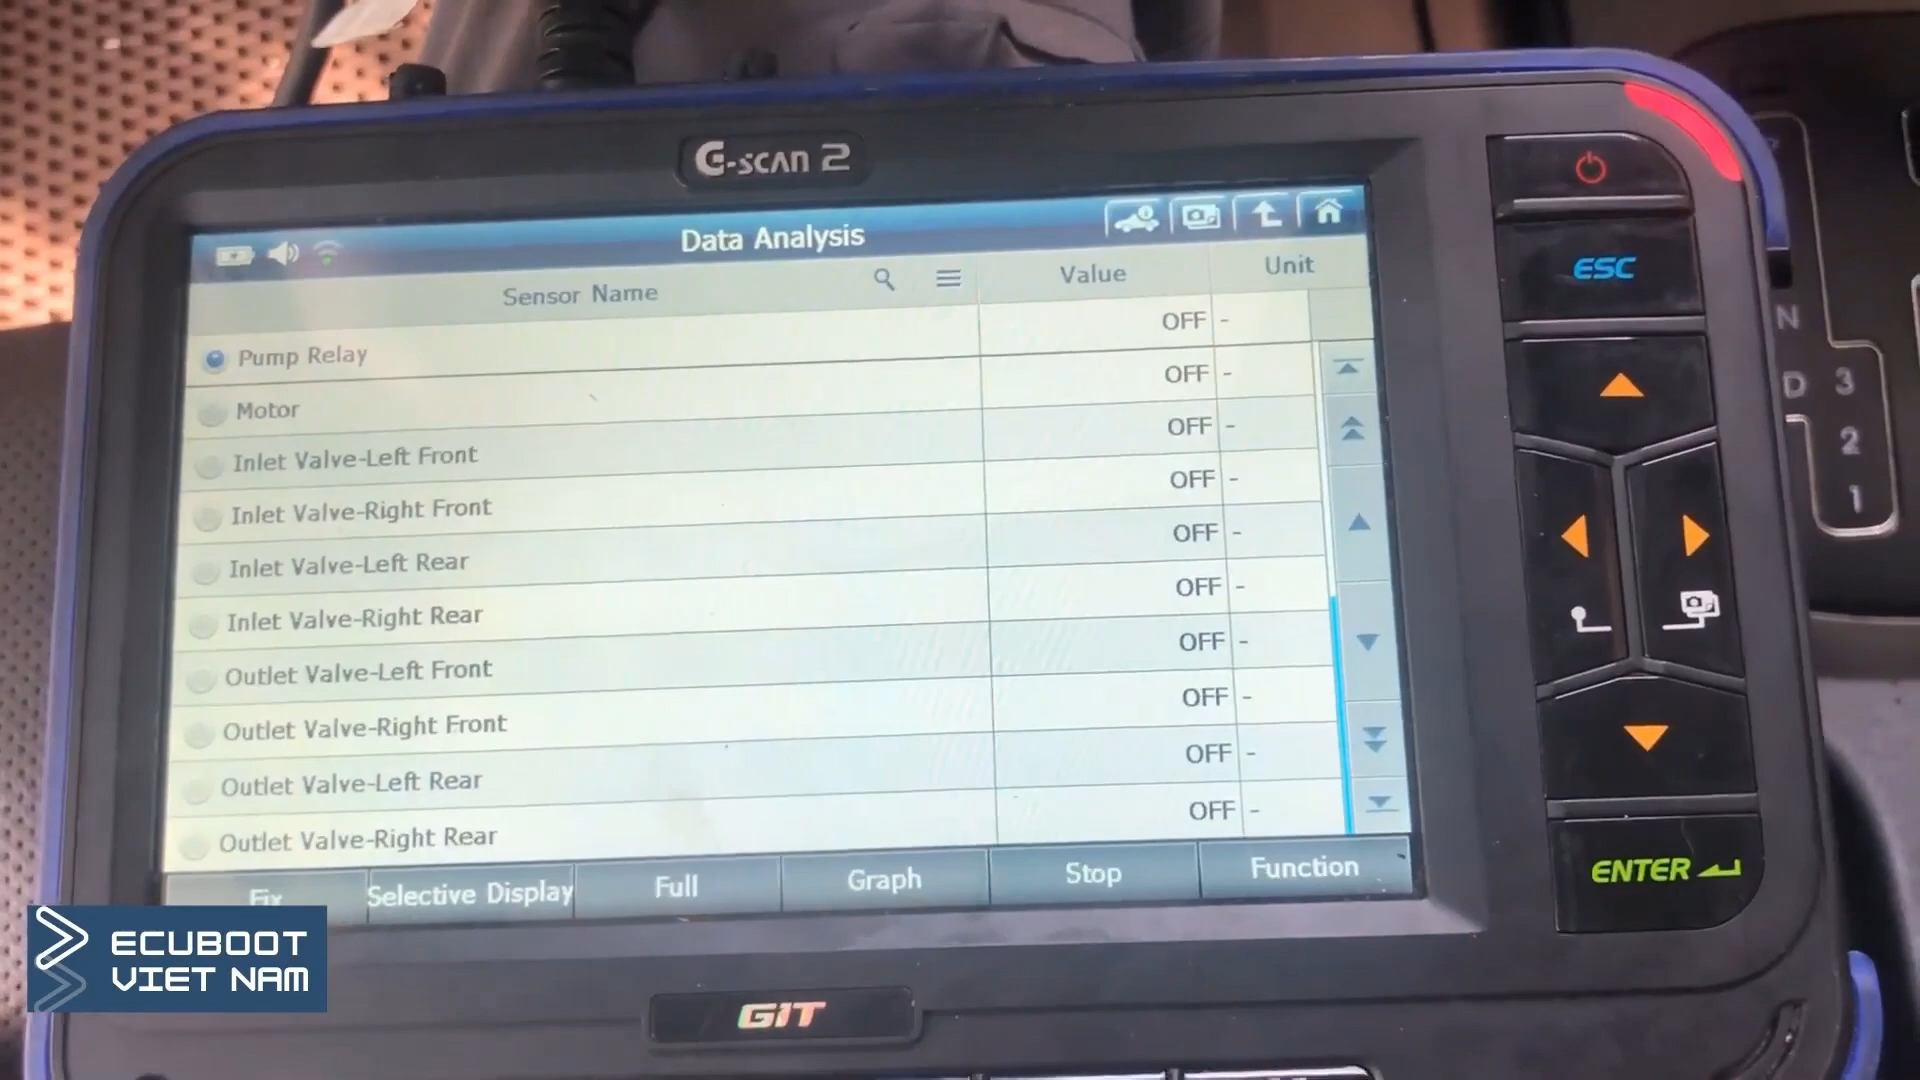 G-SCAN 2
Data Analysis
Sensor Name Value Unit
Pump Relay OFF -
Motor OFF -
Inlet Valve-Left Front OFF -
Inlet Valve-Right Front OFF -
Inlet Valve-Left Rear OFF -
Inlet Valve-Right Rear OFF -
Outlet Valve-Left Front OFF -
Outlet Valve-Right Front OFF -
Outlet Valve-Left Rear OFF -
Outlet Valve-Right Rear OFF -
Fix Selective Display Full Graph Stop Function
ESC
ENTER
N
D 3
2
1
GIT
ECUBOOT
VIET NAM